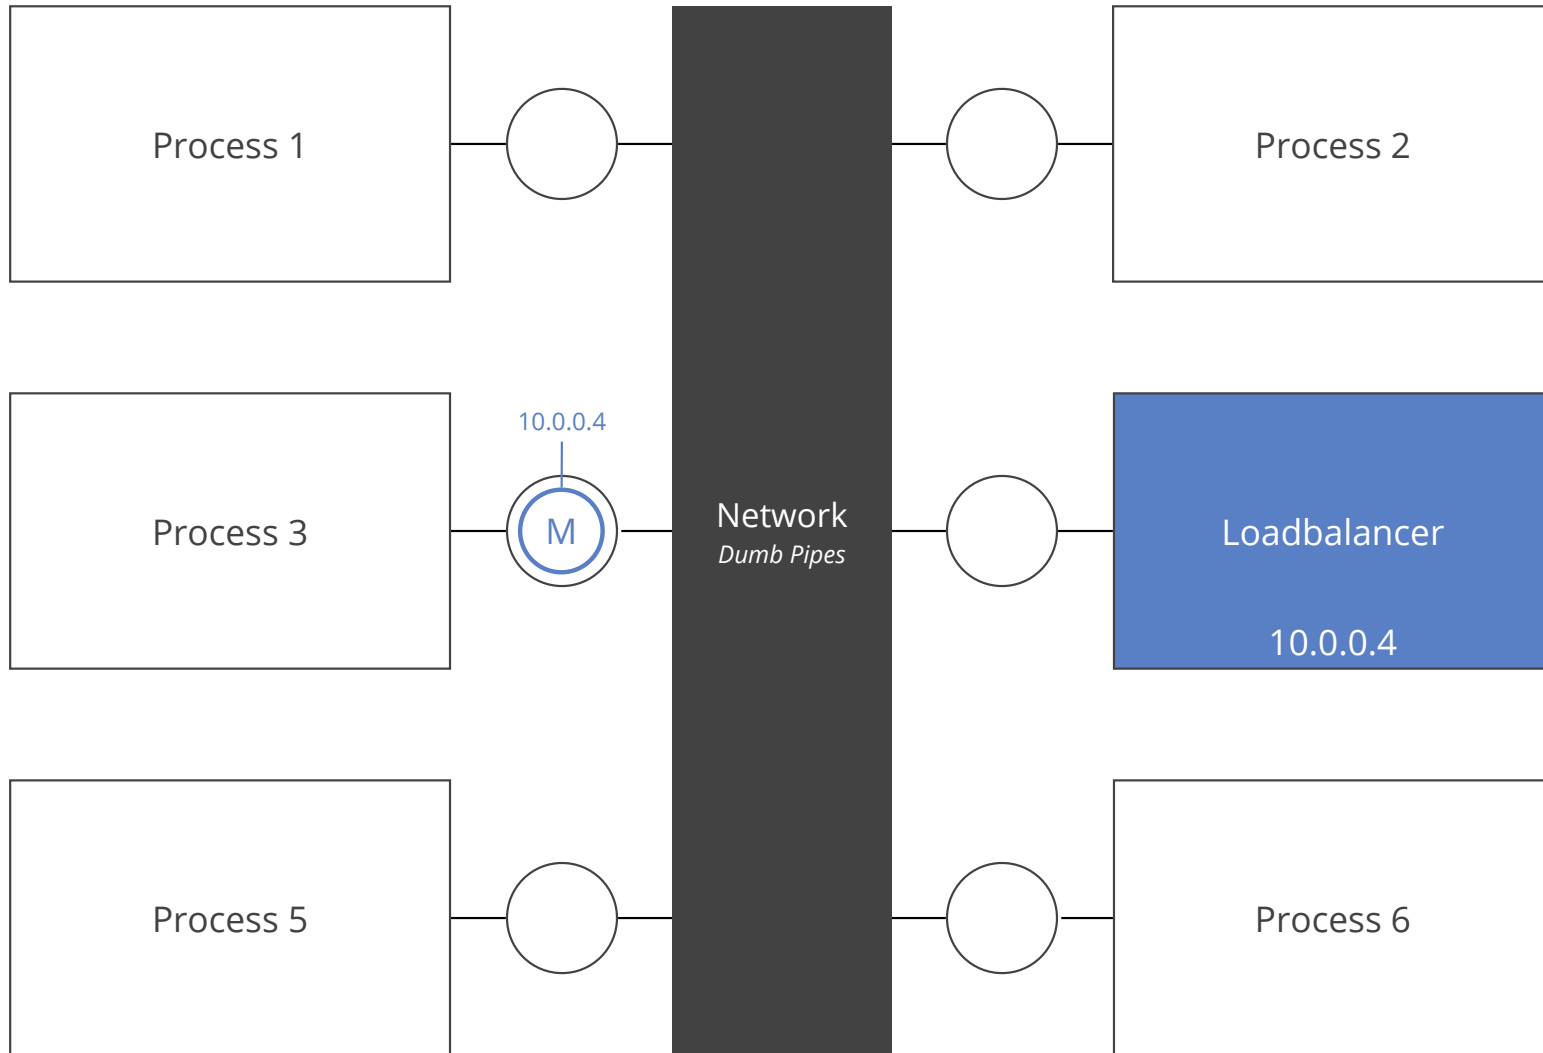 Process 1
Process 2
10.0.0.4
Process 3
M
Network
Dumb Pipes
Loadbalancer
10.0.0.4
Process 5
Process 6